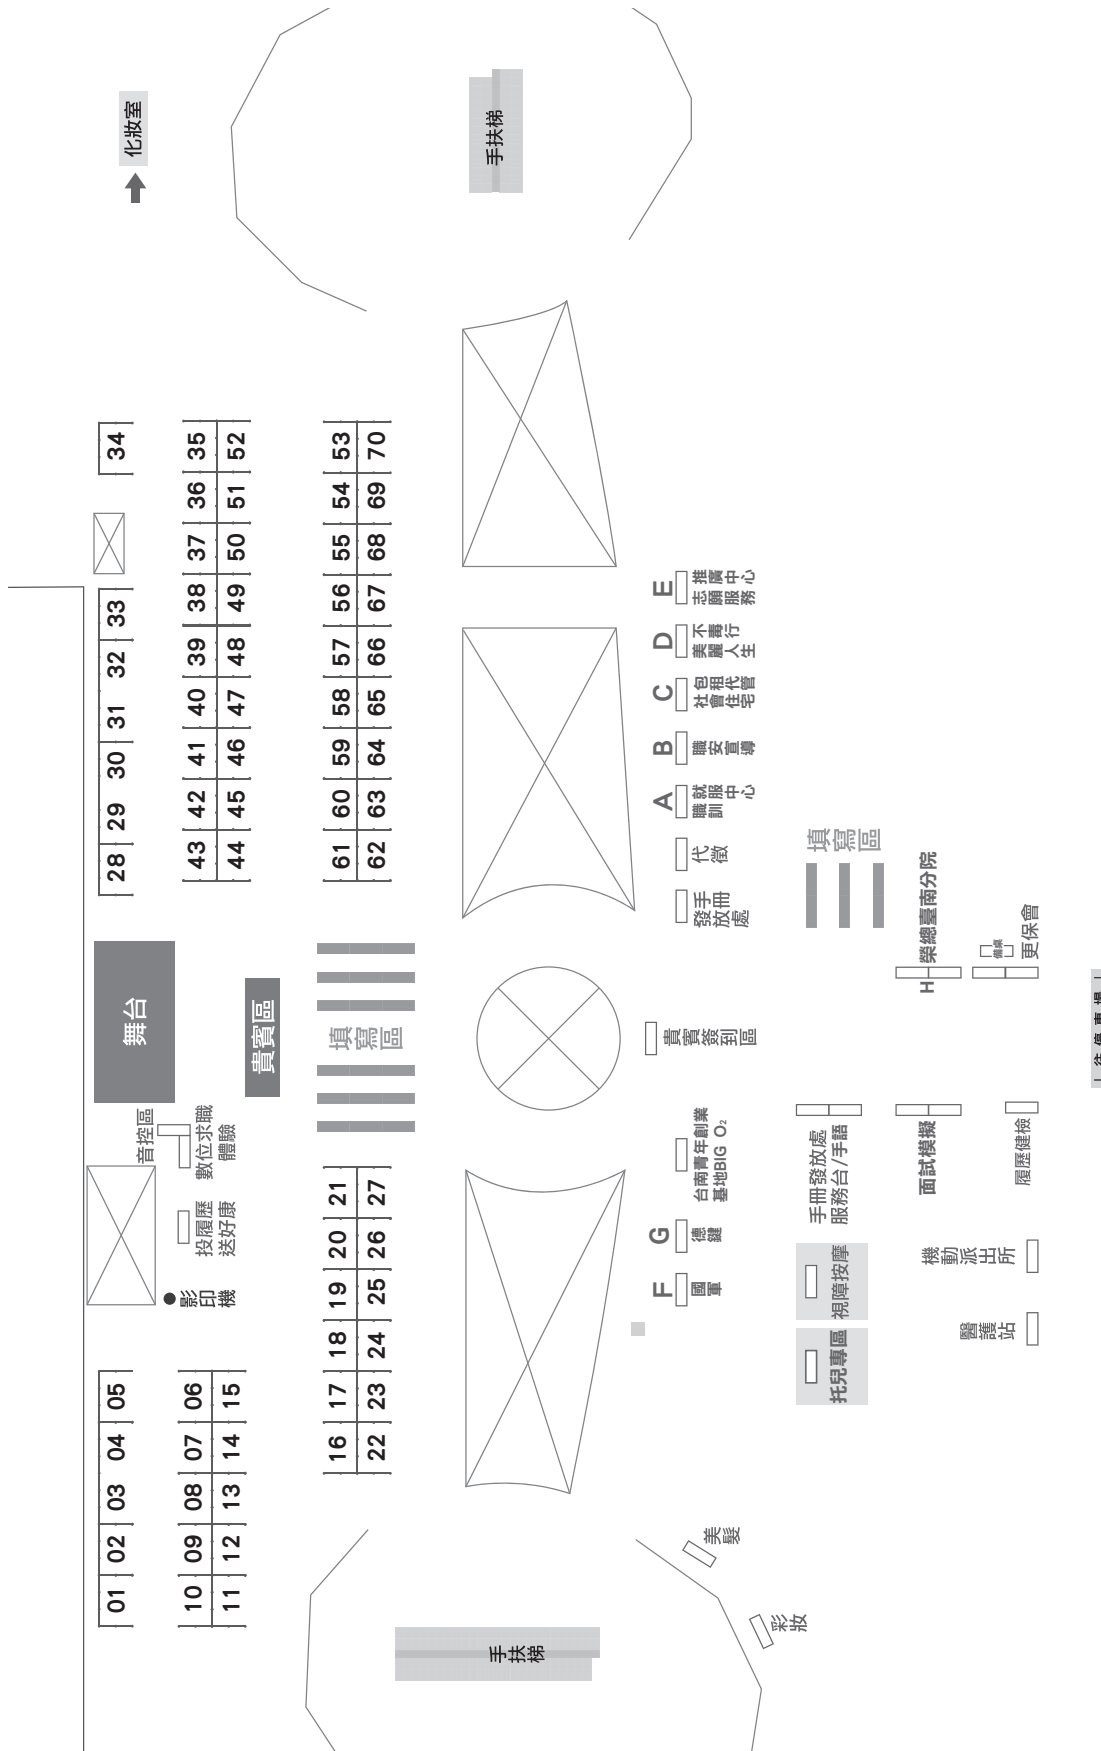 01 02 03 04 05
28 29 30 31 32 33
34
化妝室
舞台
音控區
10 09 08 07 06
11 12 13 14 15
影印機
投履歷
送好康
數位求職
體驗
43 42 41 40 39 38 37 36 35
44 45 46 47 48 49 50 51 52
貴賓區
16 17 18 19 20 21
22 23 24 25 26 27
填寫區
61 60 59 58 57 56 55 54 53
62 63 64 65 66 67 68 69 70
手扶梯
手扶梯
F
國軍
G
德鍵
台南青年創業
基地BIG O₂
貴賓簽到區
發手
放冊
處
代徵
A
職就
訓服
中
心
B
職安宣導
C
社包
會租
住代
宅管
D
美不
麗毒
人行
生
E
志推
願廣
服中
務心
美髮
彩妝
托兒專區
視障按摩
手冊發放處
服務台/手語
填寫區
面試模擬
H
榮總臺南分院
醫護站
機動派出所
履歷健檢
備桌
更保會